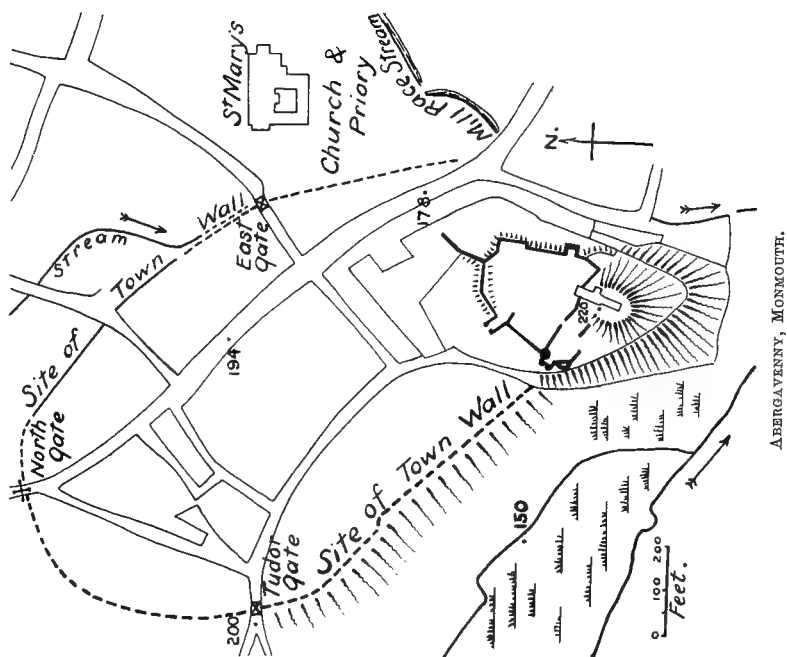 St Mary's
Church &
Priory
Mill Race Stream
N.
Stream
Town Wall
East
Gate
178.
Site of
North
Gate
194.
220
Site of Town Wall
Tudor
Gate
200
.150
0 100 200
Feet.
ABERGAVENNY, MONMOUTH.